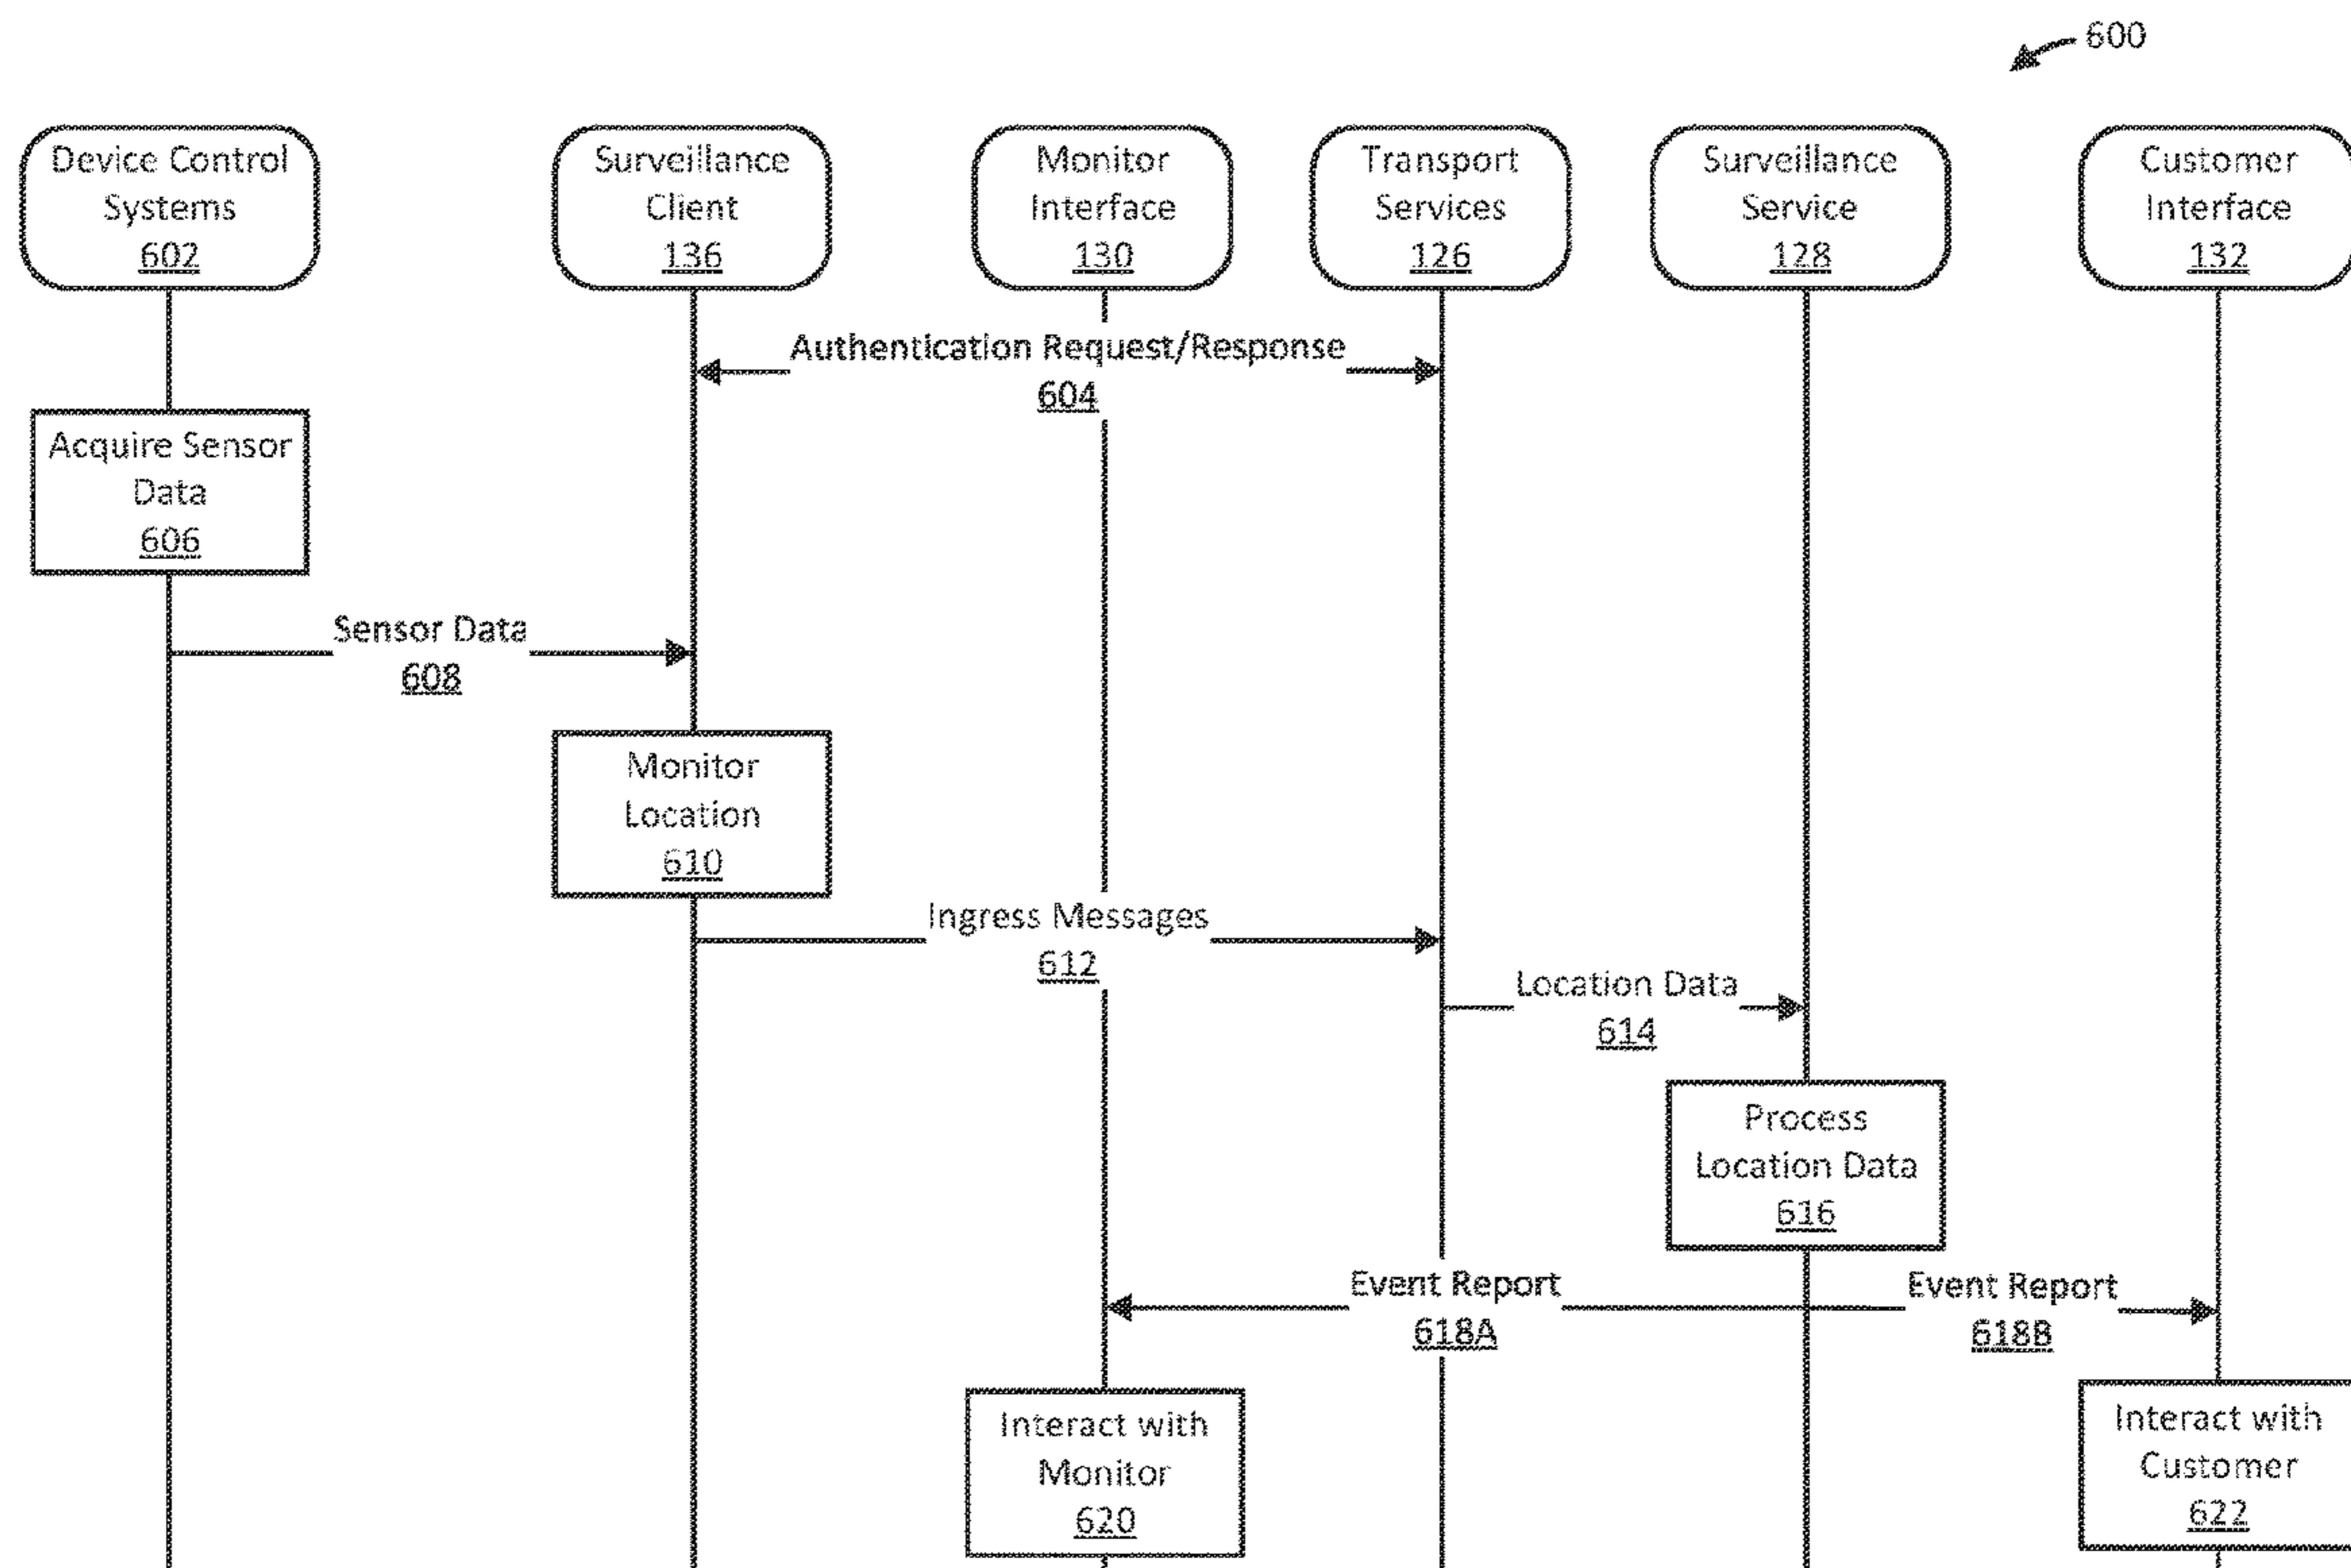 600
Device Control
Systems
602
Surveillance
Client
136
Monitor
Interface
130
Transport
Services
126
Surveillance
Service
128
Customer
Interface
132
Authentication Request/Response
604
Acquire Sensor
Data
606
Sensor Data
608
Monitor
Location
610
Ingress Messages
612
Location Data
614
Process
Location Data
616
Event Report
618A
Event Report
618B
Interact with
Monitor
620
Interact with
Customer
622